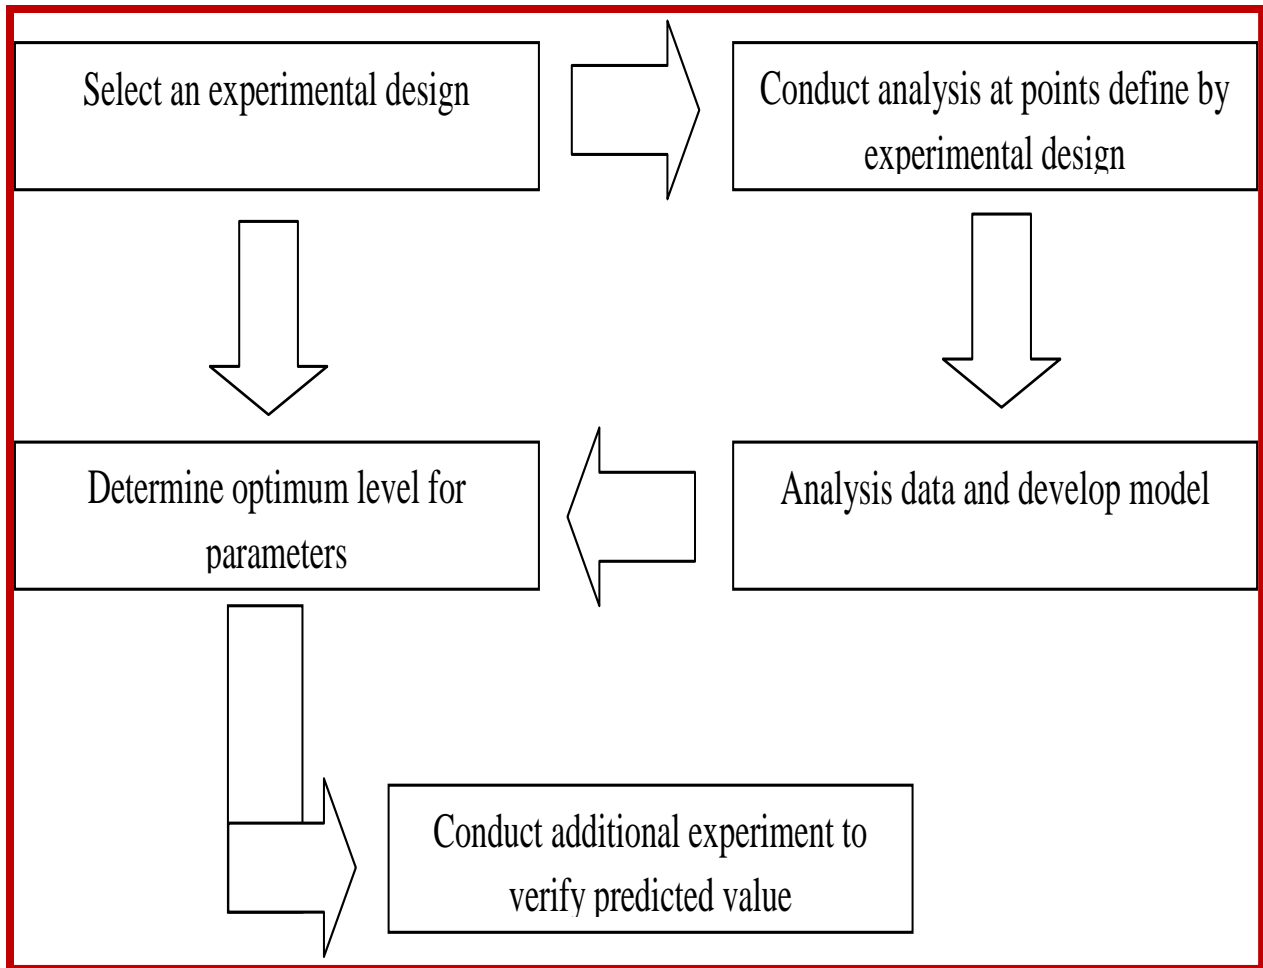 Select an experimental design
Conduct analysis at points define by
experimental design
Determine optimum level for
parameters
Analysis data and develop model
Conduct additional experiment to
verify predicted value